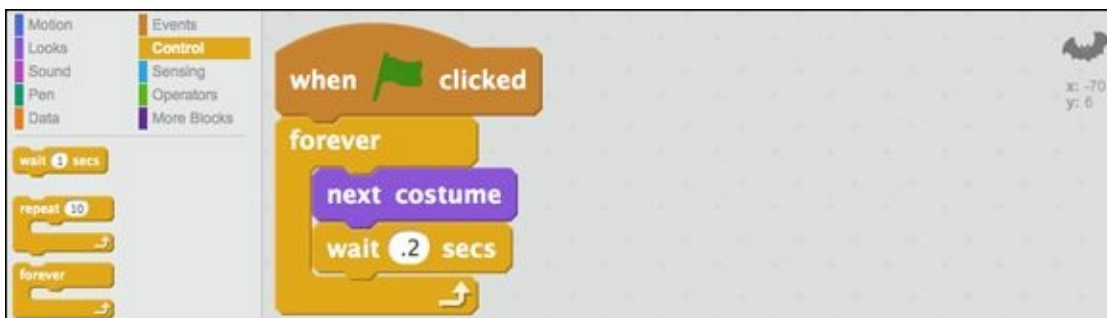 Motion
Events
Looks
Control
Sound
Sensing
Pen
Operators
Data
More Blocks
wait 1 secs
repeat 10
forever
when clicked
forever
next costume
wait .2 secs
x: -70
y: 6